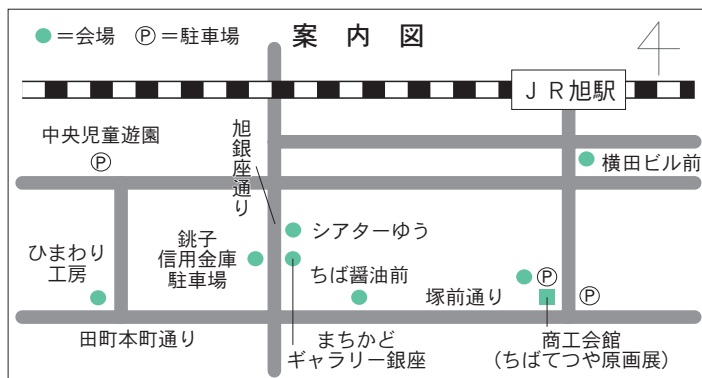 ●=会場 Ⓟ=駐車場
案内図
JR旭駅
中央児童遊園
Ⓟ
旭銀座通り
横田ビル前
シアターゆう
銚子
信用金庫
駐車場
ひまわり
工房
ちば醤油前
塚前通り
Ⓟ
Ⓟ
田町本町通り
まちかど
ギャラリー銀座
商工会館
(ちばてつや原画展)